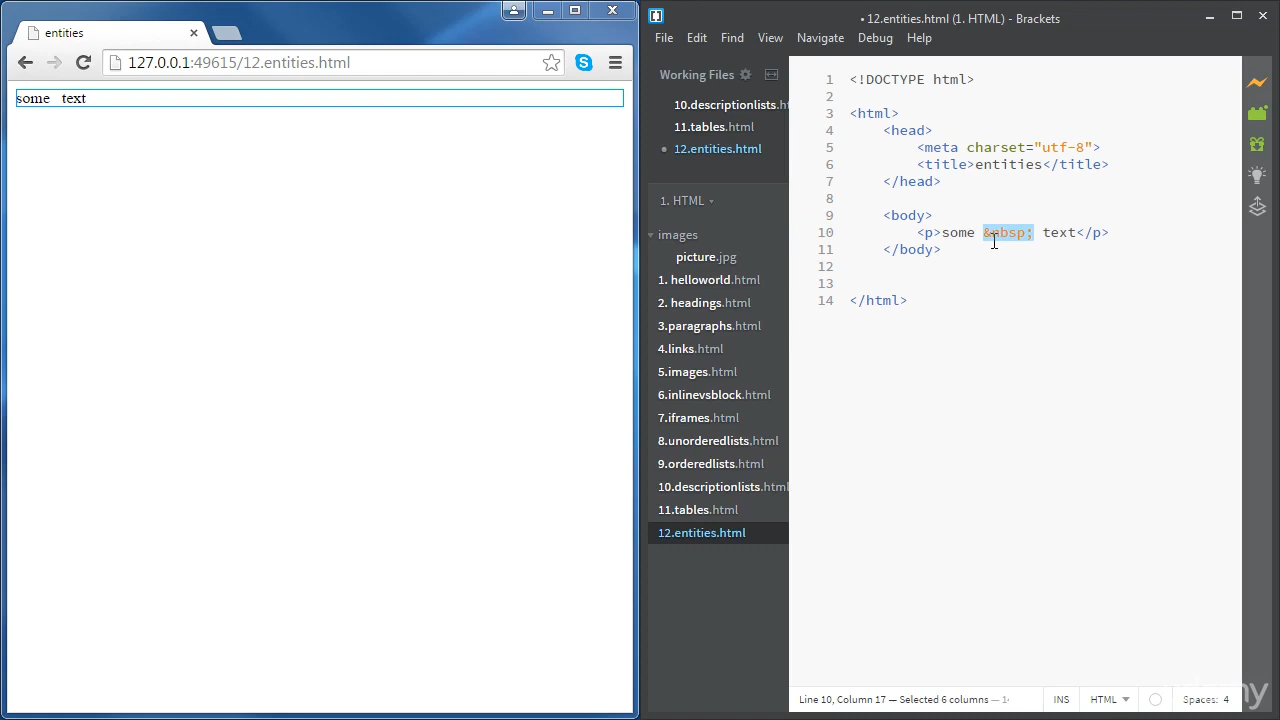 entities
127.0.0.1:49615/12.entities.html
some text
• 12.entities.html (1. HTML) - Brackets
File Edit Find View Navigate Debug Help
Working Files
10.descriptionlists.ht
11.tables.html
12.entities.html
1. HTML
images
picture.jpg
1. helloworld.html
2. headings.html
3.paragraphs.html
4.links.html
5.images.html
6.inlinevsblock.html
7.iframes.html
8.unorderedlists.html
9.orderedlists.html
10.descriptionlists.html
11.tables.html
12.entities.html
1 <!DOCTYPE html>
2
3 <html>
4 <head>
5 <meta charset="utf-8">
6 <title>entities</title>
7 </head>
8
9 <body>
10 <p>some &nbsp; text</p>
11 </body>
12
13
14 </html>
Line 10, Column 17 — Selected 6 columns — 1
INS
HTML
Spaces: 4